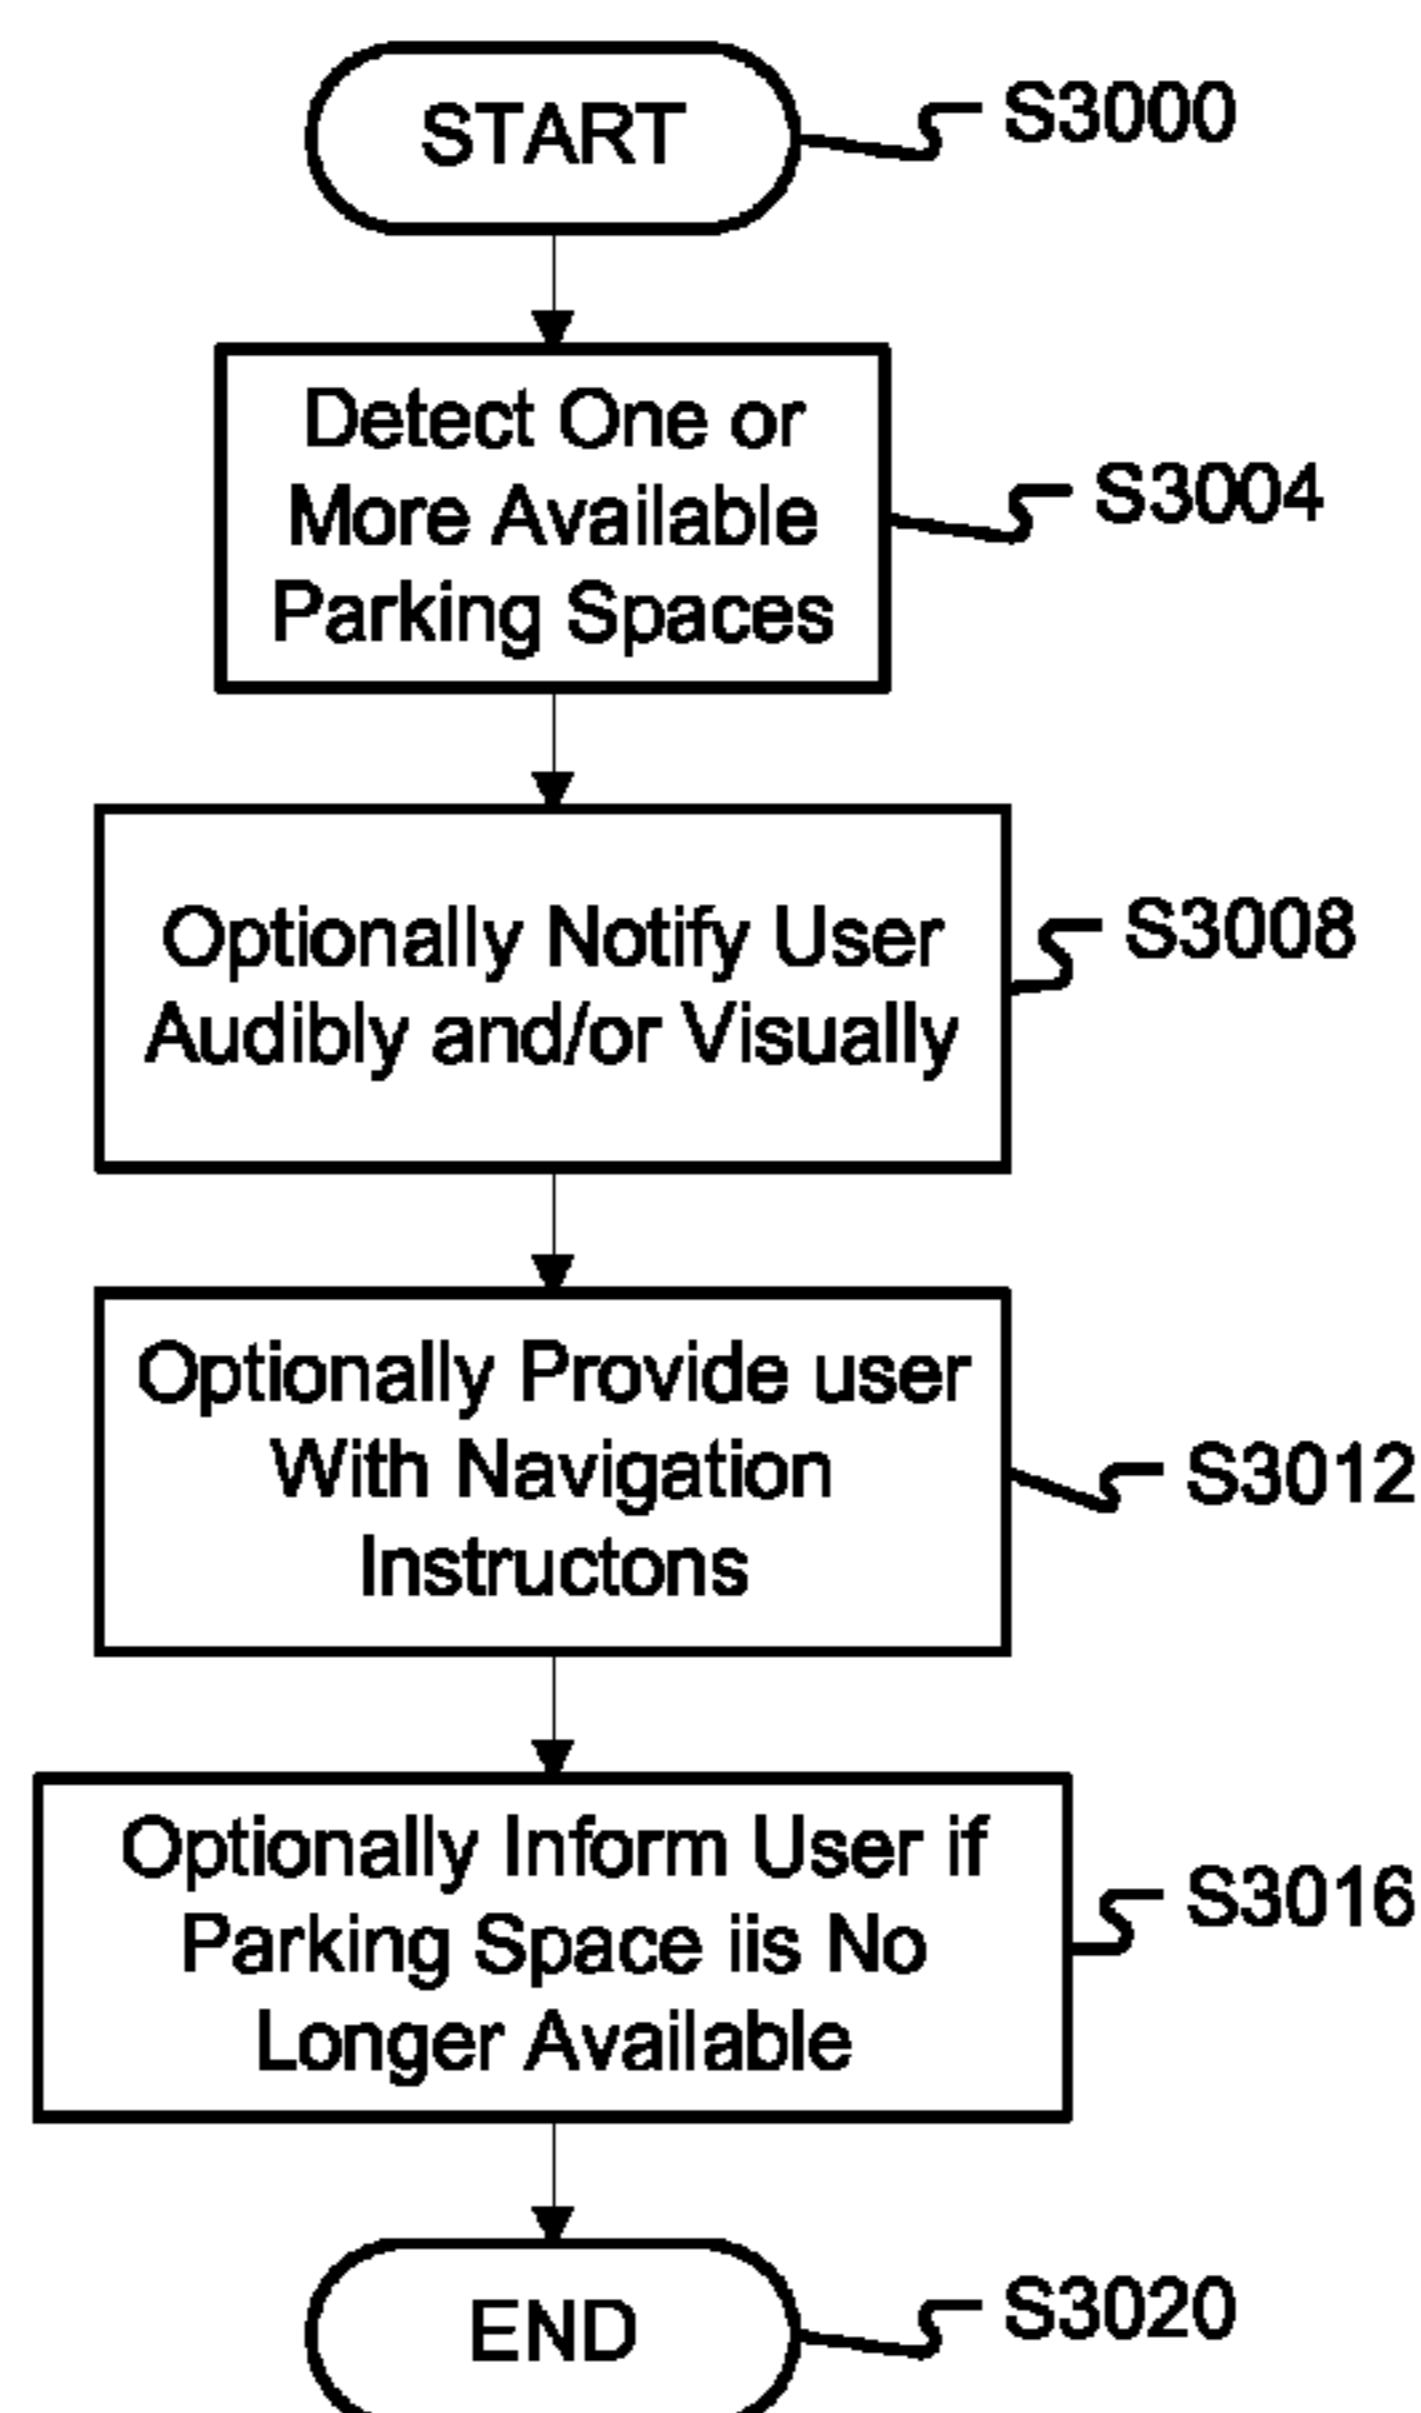 START
S3000
Detect One or
More Available
Parking Spaces
S3004
Optionally Notify User
Audibly and/or Visually
S3008
Optionally Provide user
With Navigation
Instructons
S3012
Optionally Inform User if
Parking Space iis No
Longer Available
S3016
END
S3020